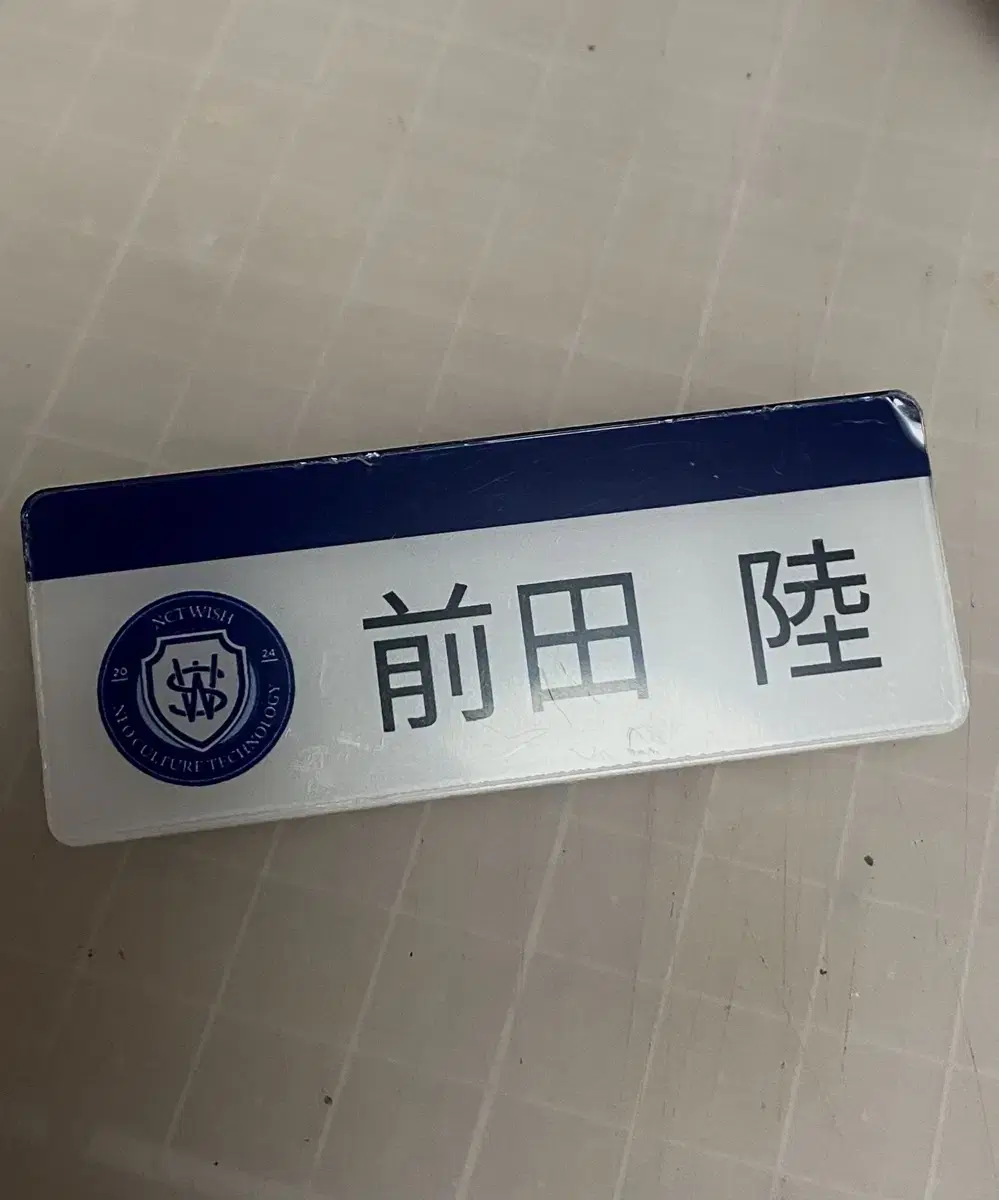 NCT WISH
20 24
NEO CULTURE TECHNOLOGY
前田 陸